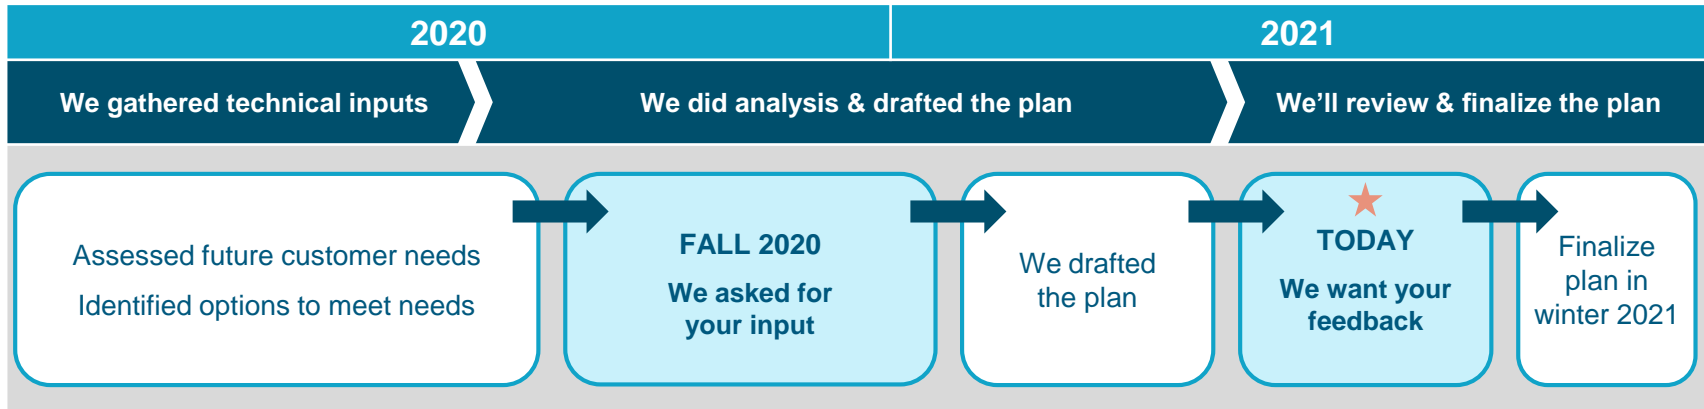 2020
2021
We gathered technical inputs
We did analysis & drafted the plan
We’ll review & finalize the plan
Assessed future customer needs
Identified options to meet needs
FALL 2020
We asked for
your input
We drafted
the plan
TODAY
We want your
feedback
Finalize
plan in
winter 2021